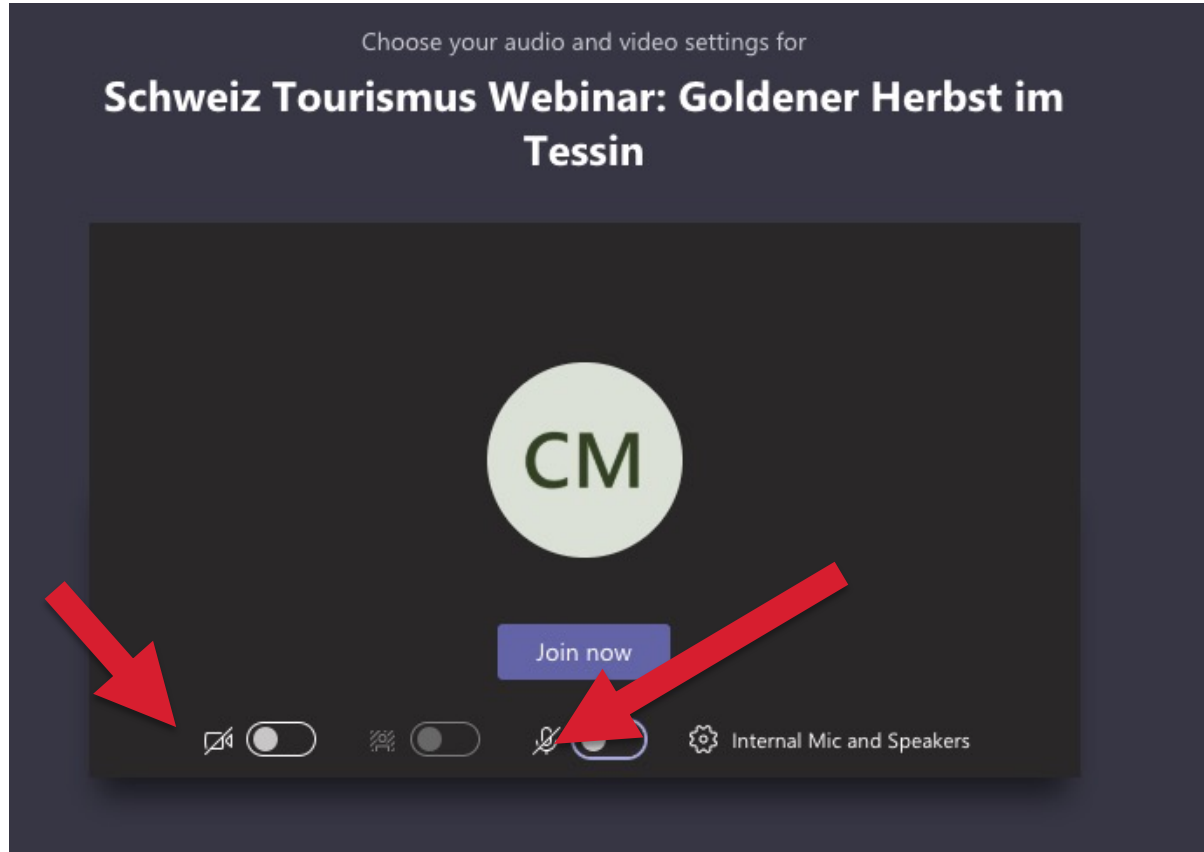 Choose your audio and video settings for
Schweiz Tourismus Webinar: Goldener Herbst im
Tessin
CM
Join now
Internal Mic and Speakers